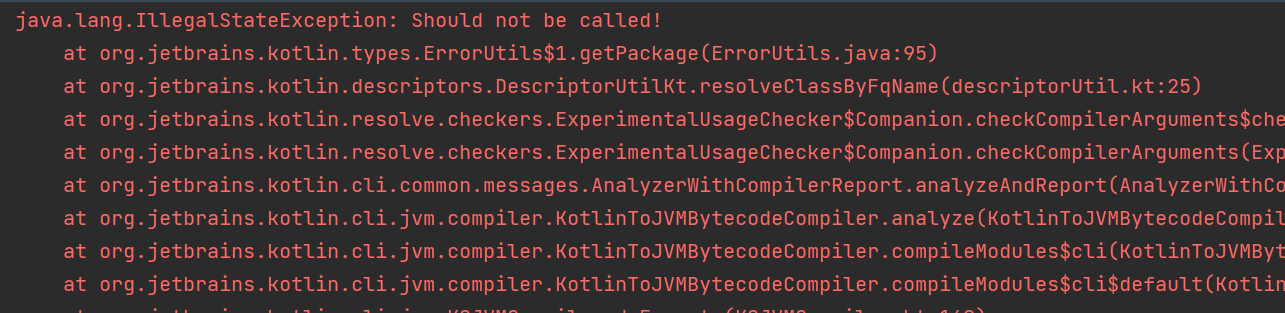 java.lang.IllegalStateException: Should not be called!
at org.jetbrains.kotlin.types.ErrorUtils$1.getPackage(ErrorUtils.java:95)
at org.jetbrains.kotlin.descriptors.DescriptorUtilKt.resolveClassByFqName(descriptorUtil.kt:25)
at org.jetbrains.kotlin.resolve.checkers.ExperimentalUsageChecker$Companion.checkCompilerArguments$che
at org.jetbrains.kotlin.resolve.checkers.ExperimentalUsageChecker$Companion.checkCompilerArguments(Exp
at org.jetbrains.kotlin.cli.common.messages.AnalyzerWithCompilerReport.analyzeAndReport(AnalyzerWithCo
at org.jetbrains.kotlin.cli.jvm.compiler.KotlinToJVMBytecodeCompiler.analyze(KotlinToJVMBytecodeCompil
at org.jetbrains.kotlin.cli.jvm.compiler.KotlinToJVMBytecodeCompiler.compileModules$cli(KotlinToJVMByt
at org.jetbrains.kotlin.cli.jvm.compiler.KotlinToJVMBytecodeCompiler.compileModules$cli$default(Kotlin